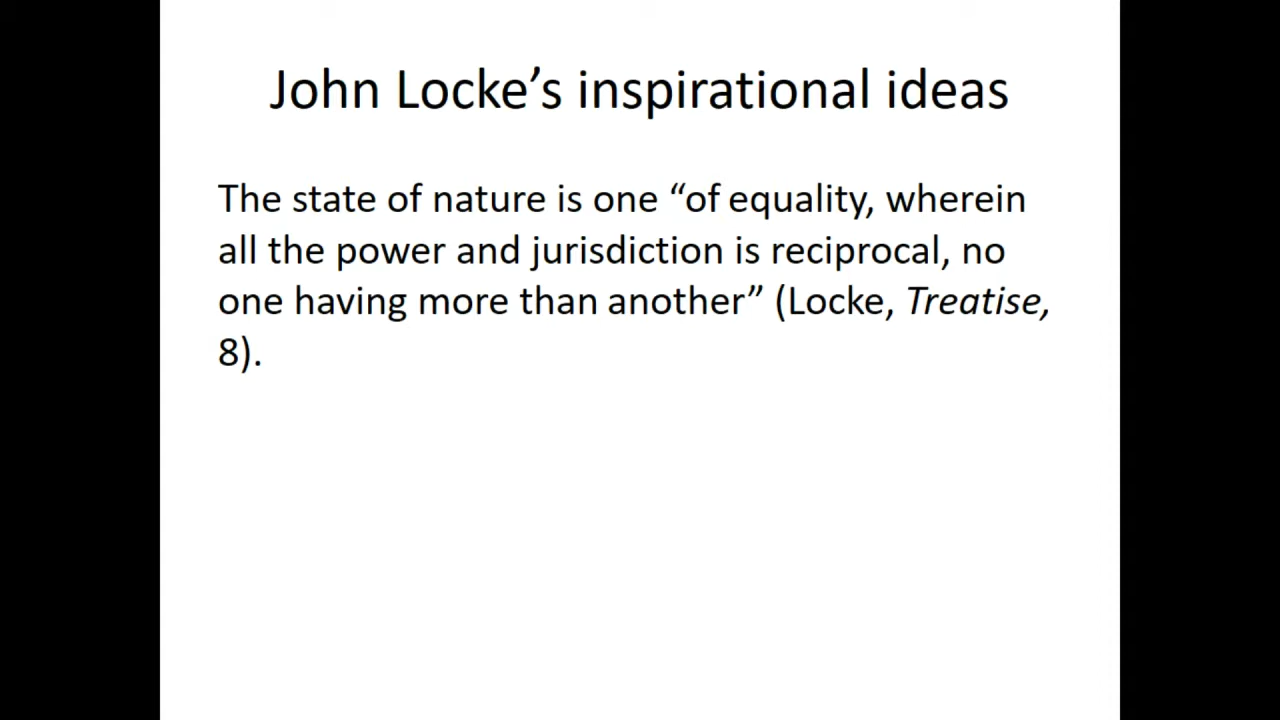 John Locke’s inspirational ideas
The state of nature is one “of equality, wherein
all the power and jurisdiction is reciprocal, no
one having more than another” (Locke, Treatise,
8).